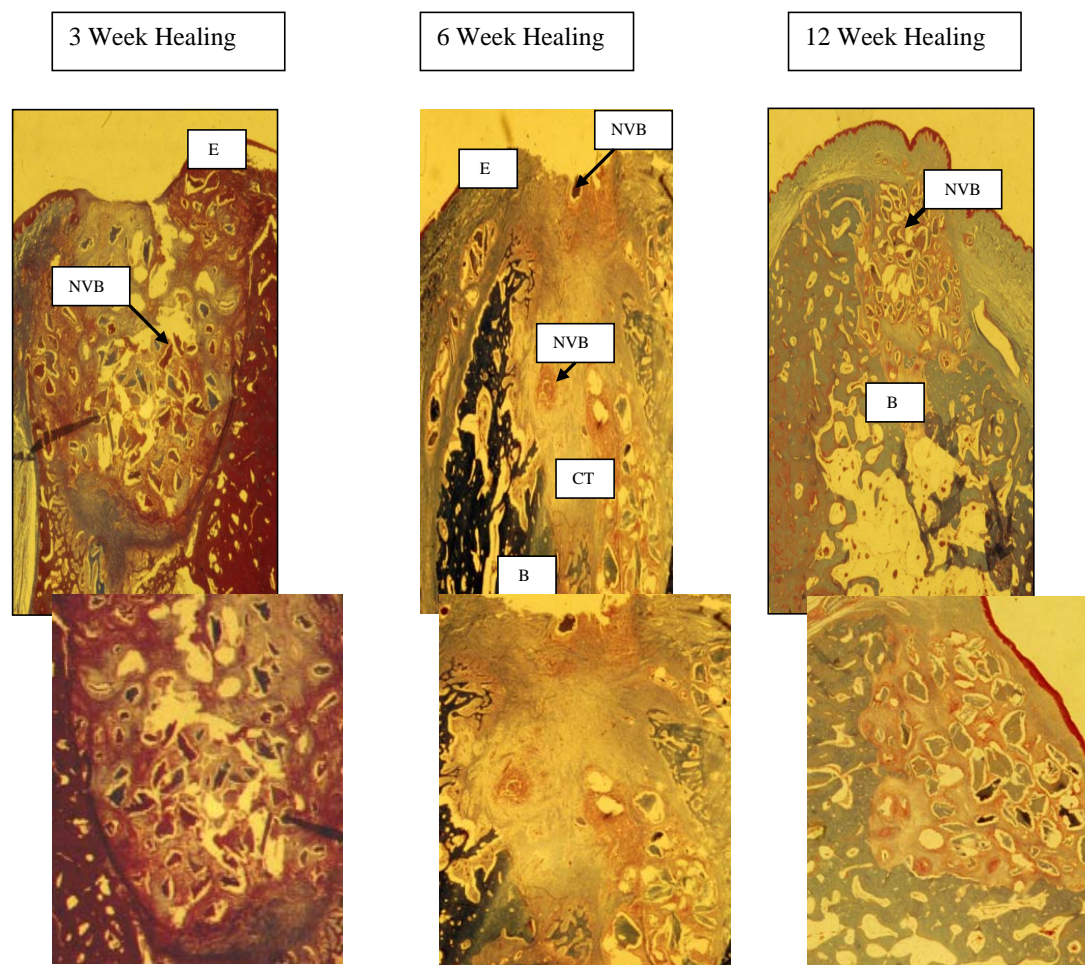 3 Week Healing
6 Week Healing
12 Week Healing
E
NVB
NVB
E
NVB
CT
B
NVB
B